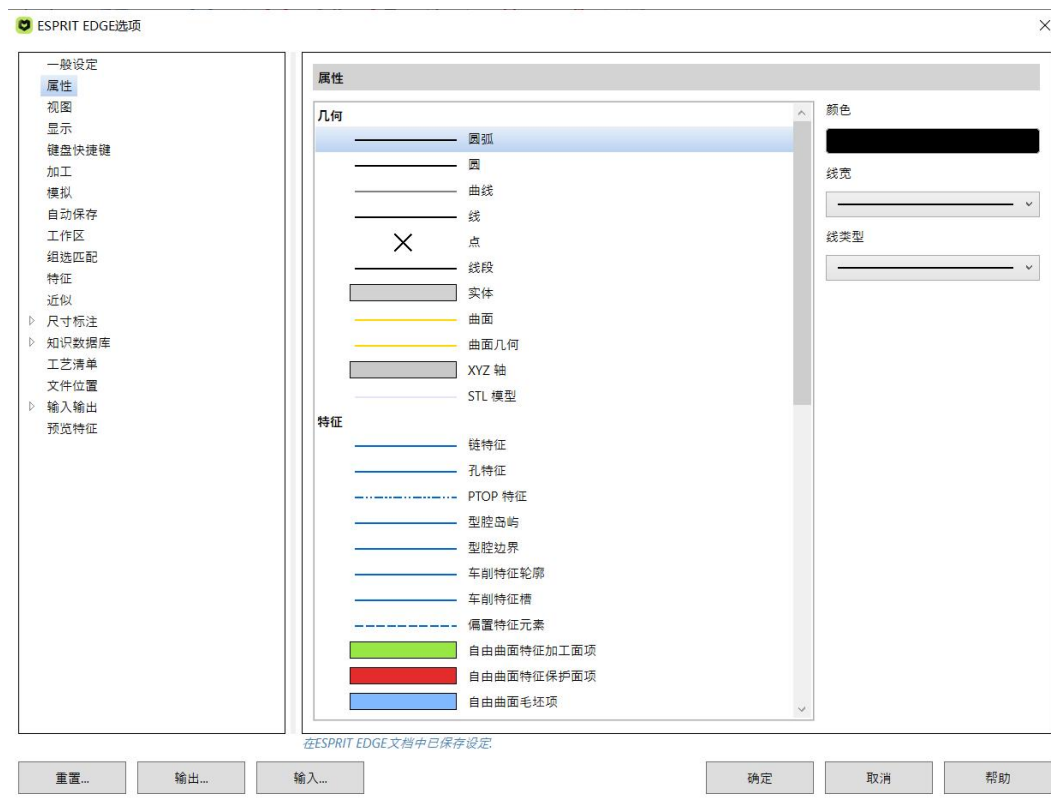 ESPRIT EDGE选项
一般设定
属性
视图
显示
键盘快捷键
加工
模拟
自动保存
工作区
组选匹配
特征
近似
尺寸标注
知识数据库
工艺清单
文件位置
输入输出
预览特征
属性
几何
圆弧
圆
曲线
线
点
线段
实体
曲面
曲面几何
XYZ 轴
STL 模型
特征
链特征
孔特征
PTOP 特征
型腔岛屿
型腔边界
车削特征轮廓
车削特征槽
偏置特征元素
自由曲面特征加工面项
自由曲面特征保护面项
自由曲面毛坯项
颜色
线宽
线类型
在ESPRIT EDGE文档中已保存设定.
重置... 输出... 输入... 确定 取消 帮助